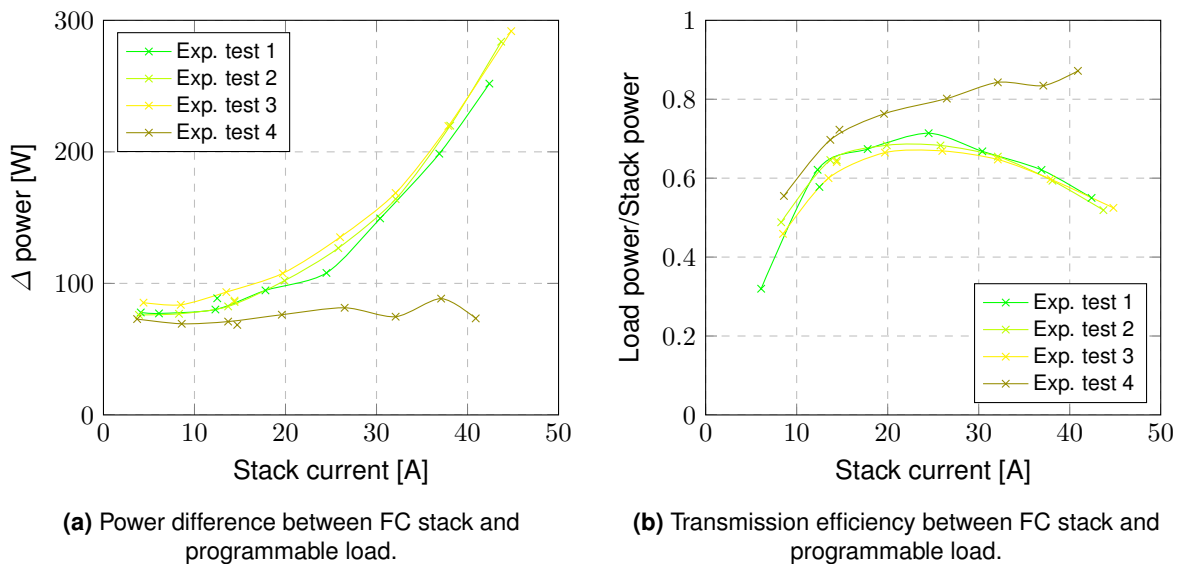 300
200
100
0
0
10
20
30
40
50
Δ power [W]
Stack current [A]
Exp. test 1
Exp. test 2
Exp. test 3
Exp. test 4
(a) Power difference between FC stack and
programmable load.
1
0.8
0.6
0.4
0.2
0
0
10
20
30
40
50
Load power/Stack power
Stack current [A]
Exp. test 1
Exp. test 2
Exp. test 3
Exp. test 4
(b) Transmission efficiency between FC stack and
programmable load.